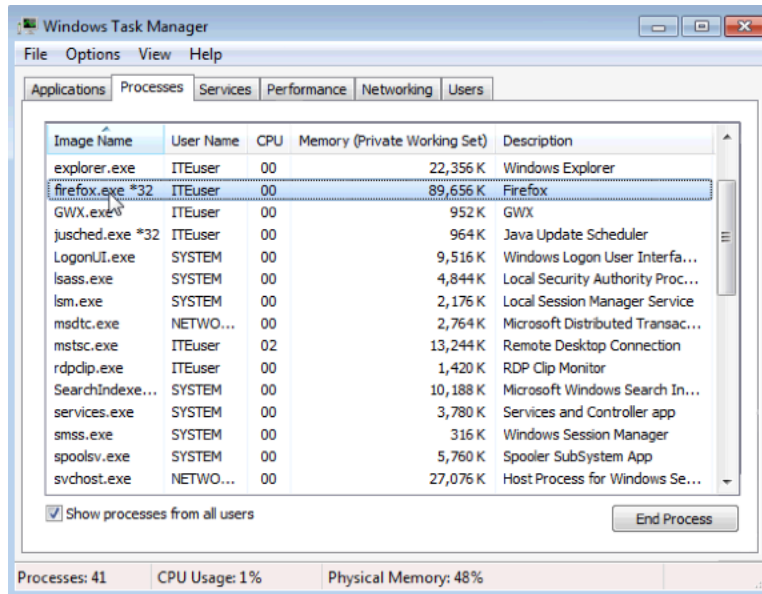 Windows Task Manager
File Options View Help
Applications Processes Services Performance Networking Users
Image Name User Name CPU Memory (Private Working Set) Description
explorer.exe ITEuser 00 22,356 K Windows Explorer
firefox.exe *32 ITEuser 00 89,656 K Firefox
GWX.exe ITEuser 00 952 K GWX
jusched.exe *32 ITEuser 00 964 K Java Update Scheduler
LogonUI.exe SYSTEM 00 9,516 K Windows Logon User Interfa...
lsass.exe SYSTEM 00 4,844 K Local Security Authority Proc...
lsm.exe SYSTEM 00 2,176 K Local Session Manager Service
msdtc.exe NETWO... 00 2,764 K Microsoft Distributed Transac...
mstsc.exe ITEuser 02 13,244 K Remote Desktop Connection
rdpclip.exe ITEuser 00 1,420 K RDP Clip Monitor
SearchIndexe... SYSTEM 00 10,188 K Microsoft Windows Search In...
services.exe SYSTEM 00 3,780 K Services and Controller app
smss.exe SYSTEM 00 316 K Windows Session Manager
spoolsv.exe SYSTEM 00 5,760 K Spooler SubSystem App
svchost.exe NETWO... 00 27,076 K Host Process for Windows Se...
Show processes from all users End Process
Processes: 41 CPU Usage: 1% Physical Memory: 48%